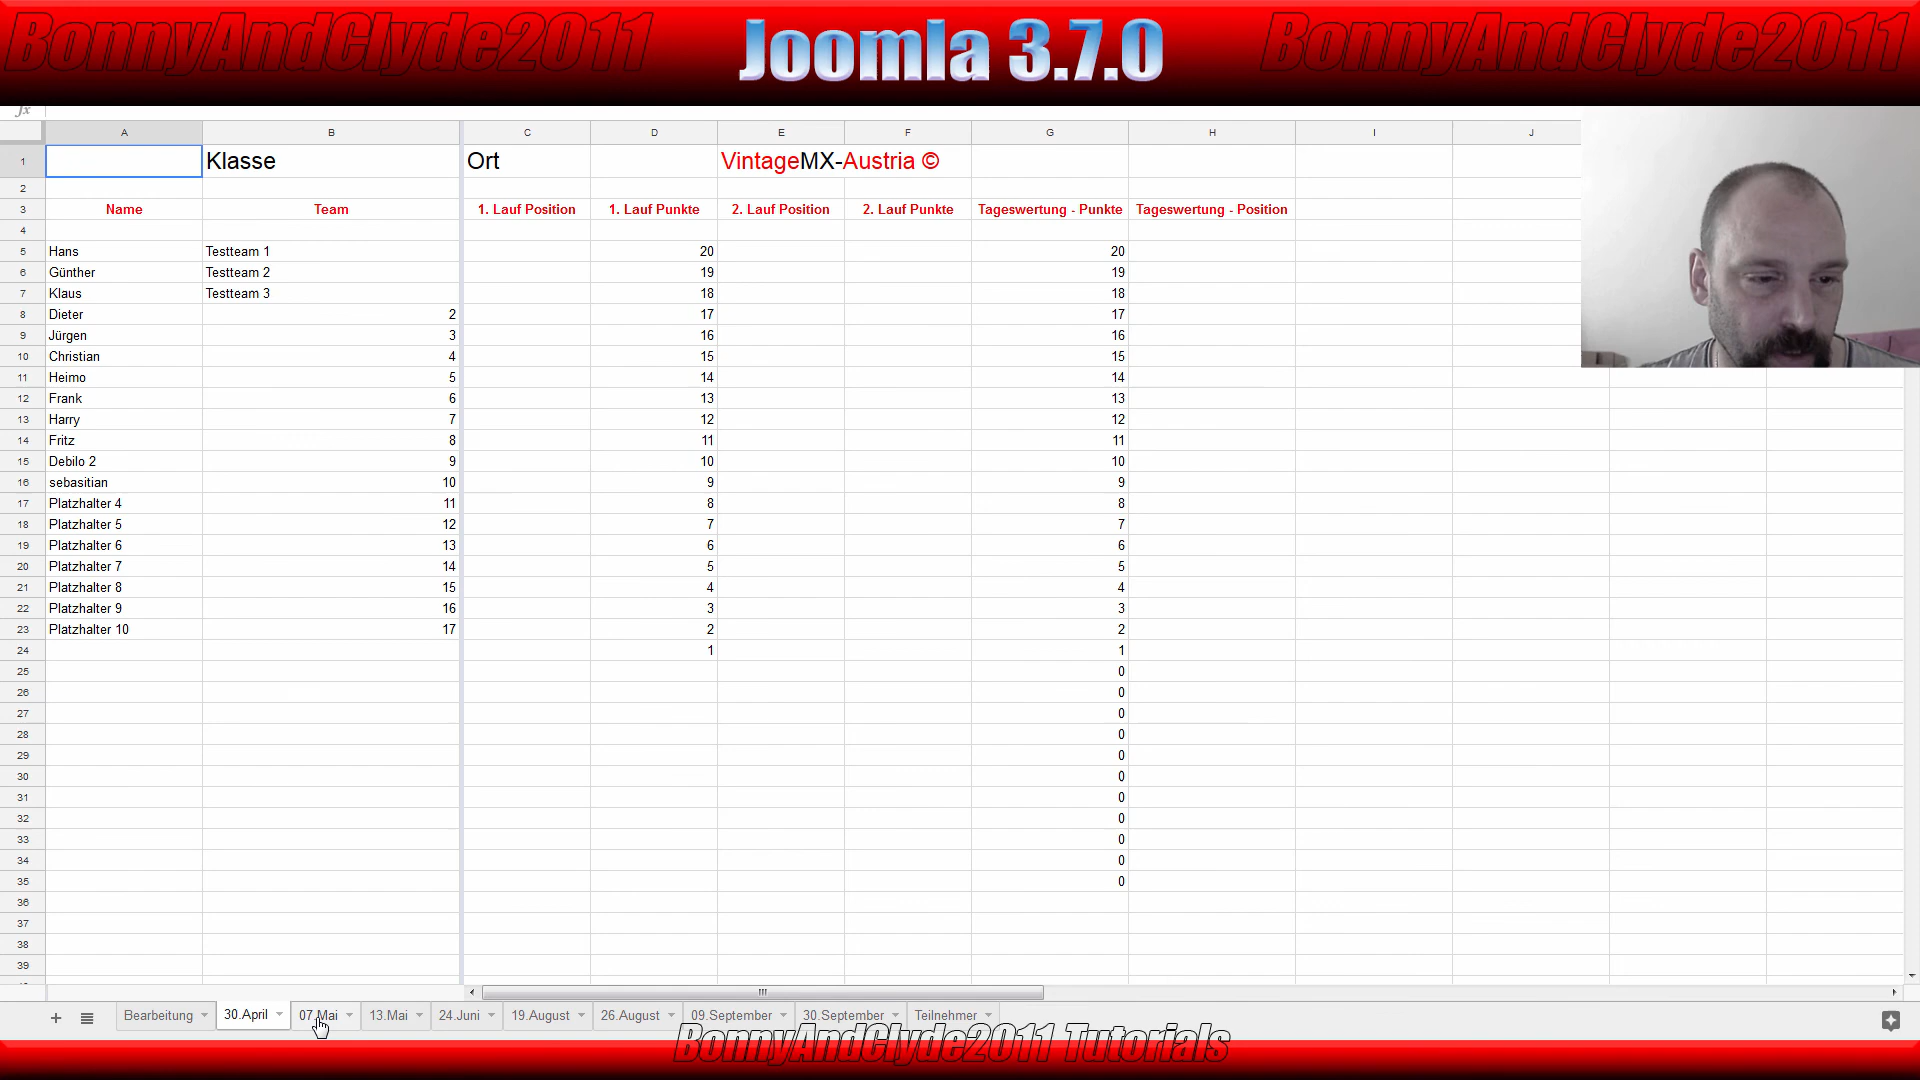 BonnyAndClyde2011 Joomla 3.7.0 BonnyAndClyde2011
fx
A B C D E F G H I J
1 Klasse Ort VintageMX-Austria ©
2
3 Name Team 1. Lauf Position 1. Lauf Punkte 2. Lauf Position 2. Lauf Punkte Tageswertung - Punkte Tageswertung - Position
4
5 Hans Testteam 1 20 20
6 Günther Testteam 2 19 19
7 Klaus Testteam 3 18 18
8 Dieter 2 17 17
9 Jürgen 3 16 16
10 Christian 4 15 15
11 Heimo 5 14 14
12 Frank 6 13 13
13 Harry 7 12 12
14 Fritz 8 11 11
15 Debilo 2 9 10 10
16 sebasitian 10 9 9
17 Platzhalter 4 11 8 8
18 Platzhalter 5 12 7 7
19 Platzhalter 6 13 6 6
20 Platzhalter 7 14 5 5
21 Platzhalter 8 15 4 4
22 Platzhalter 9 16 3 3
23 Platzhalter 10 17 2 2
24 1 1
25 0
26 0
27 0
28 0
29 0
30 0
31 0
32 0
33 0
34 0
35 0
36
37
38
39
Bearbeitung 30.April 07.Mai 13.Mai 24.Juni 19.August 26.August 09.September 30.September Teilnehmer
BonnyAndClyde2011 Tutorials